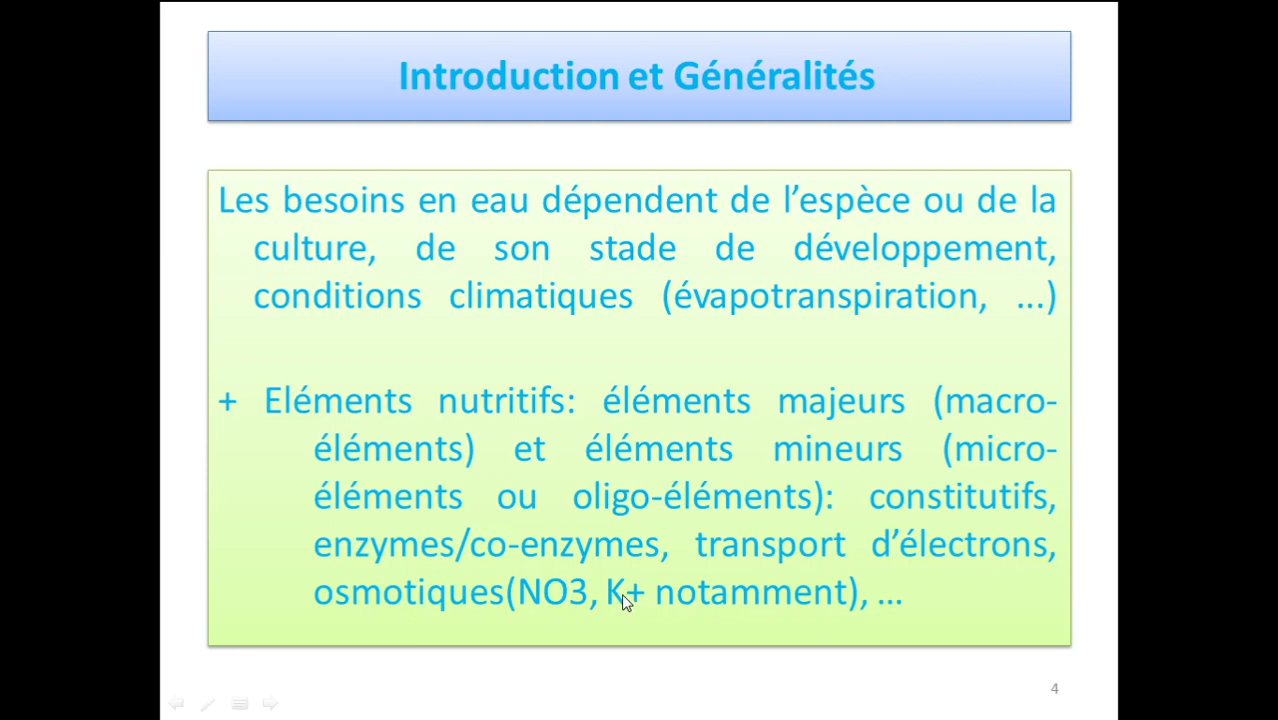 Introduction et Généralités
Les besoins en eau dépendent de l’espèce ou de la
culture, de son stade de développement,
conditions climatiques (évapotranspiration, ...)
+ Eléments nutritifs: éléments majeurs (macro-
éléments) et éléments mineurs (micro-
éléments ou oligo-éléments): constitutifs,
enzymes/co-enzymes, transport d’électrons,
osmotiques(NO3, K+ notamment), …
4